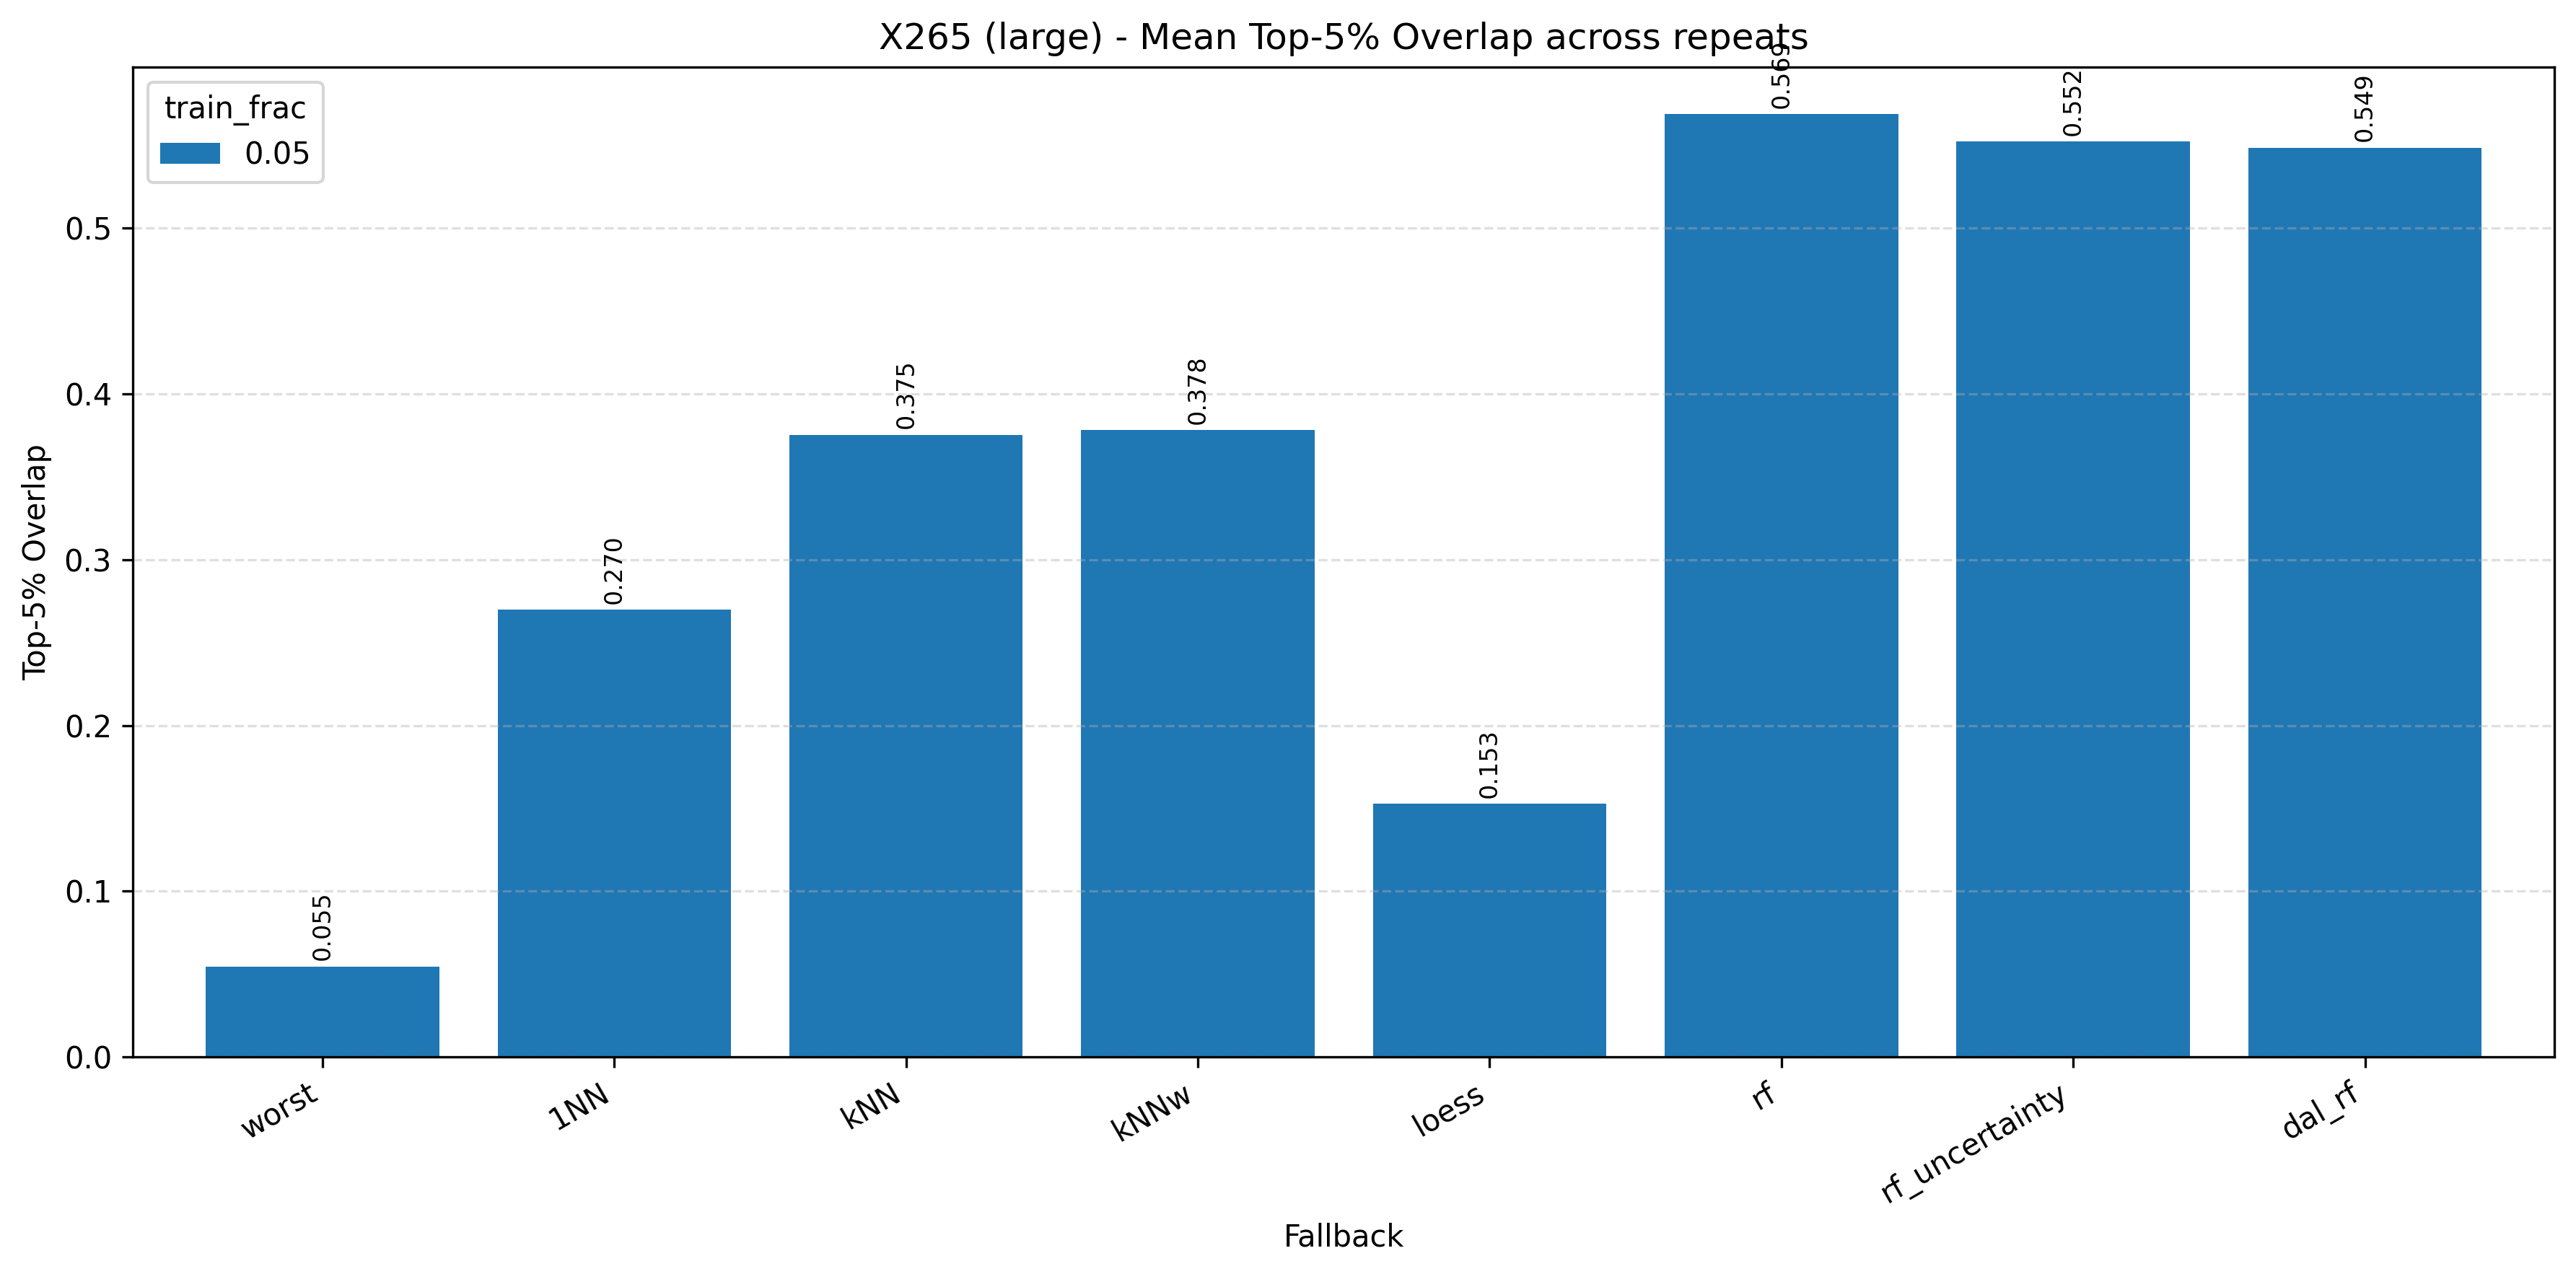 X265 (large) - Mean Top-5% Overlap across repeats
train_frac
0.05
Top-5% Overlap
0.5
0.4
0.3
0.2
0.1
0.0
0.055
0.270
0.375
0.378
0.153
0.569
0.552
0.549
worst
1NN
kNN
kNNw
loess
rf
rf_uncertainty
dal_rf
Fallback